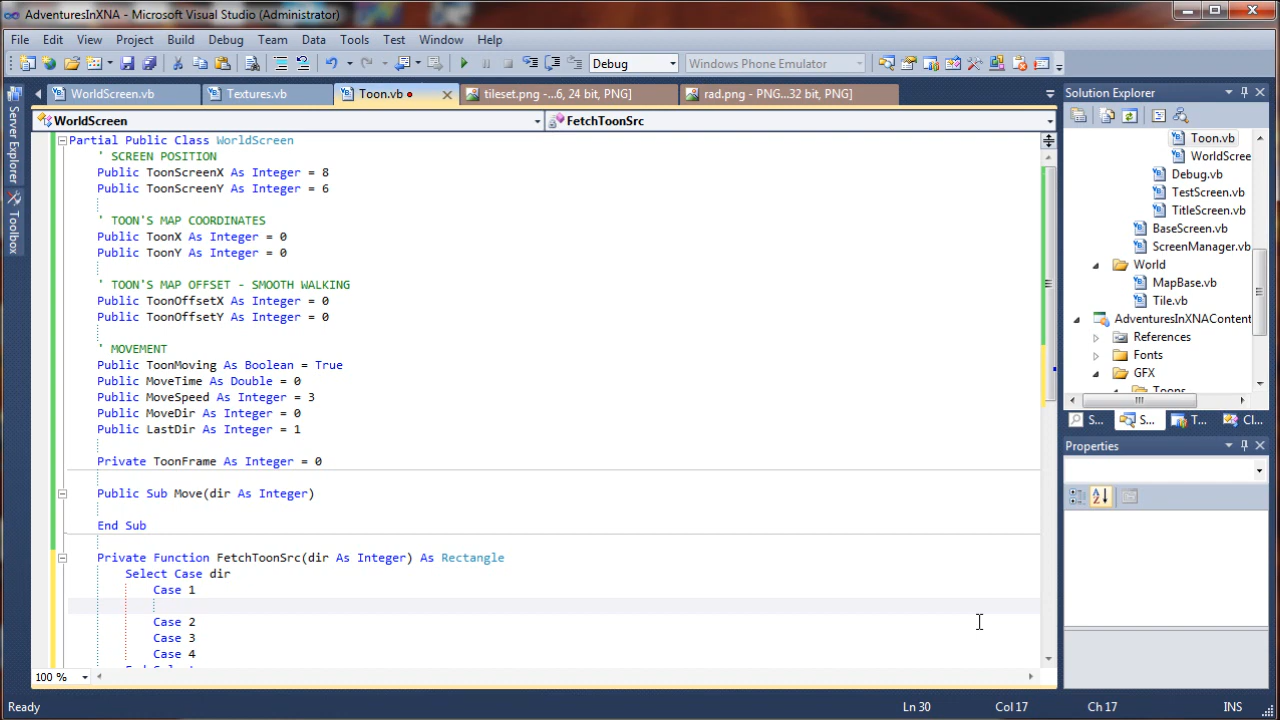 AdventuresInXNA - Microsoft Visual Studio (Administrator)
File Edit View Project Build Debug Team Data Tools Test Window Help
Debug Windows Phone Emulator
WorldScreen.vb Textures.vb Toon.vb tileset.png -...6, 24 bit, PNG] rad.png - PNG...32 bit, PNG]
WorldScreen FetchToonSrc
Server Explorer
Toolbox
Partial Public Class WorldScreen
' SCREEN POSITION
Public ToonScreenX As Integer = 8
Public ToonScreenY As Integer = 6
' TOON'S MAP COORDINATES
Public ToonX As Integer = 0
Public ToonY As Integer = 0
' TOON'S MAP OFFSET - SMOOTH WALKING
Public ToonOffsetX As Integer = 0
Public ToonOffsetY As Integer = 0
' MOVEMENT
Public ToonMoving As Boolean = True
Public MoveTime As Double = 0
Public MoveSpeed As Integer = 3
Public MoveDir As Integer = 0
Public LastDir As Integer = 1
Private ToonFrame As Integer = 0
Public Sub Move(dir As Integer)
End Sub
Private Function FetchToonSrc(dir As Integer) As Rectangle
Select Case dir
Case 1
Case 2
Case 3
Case 4
End Select
100 %
Solution Explorer
Toon.vb
WorldScree
Debug.vb
TestScreen.vb
TitleScreen.vb
BaseScreen.vb
ScreenManager.vb
World
MapBase.vb
Tile.vb
AdventuresInXNAContent
References
Fonts
GFX
Toons
S... S... T... Cl...
Properties
Ready Ln 30 Col 17 Ch 17 INS